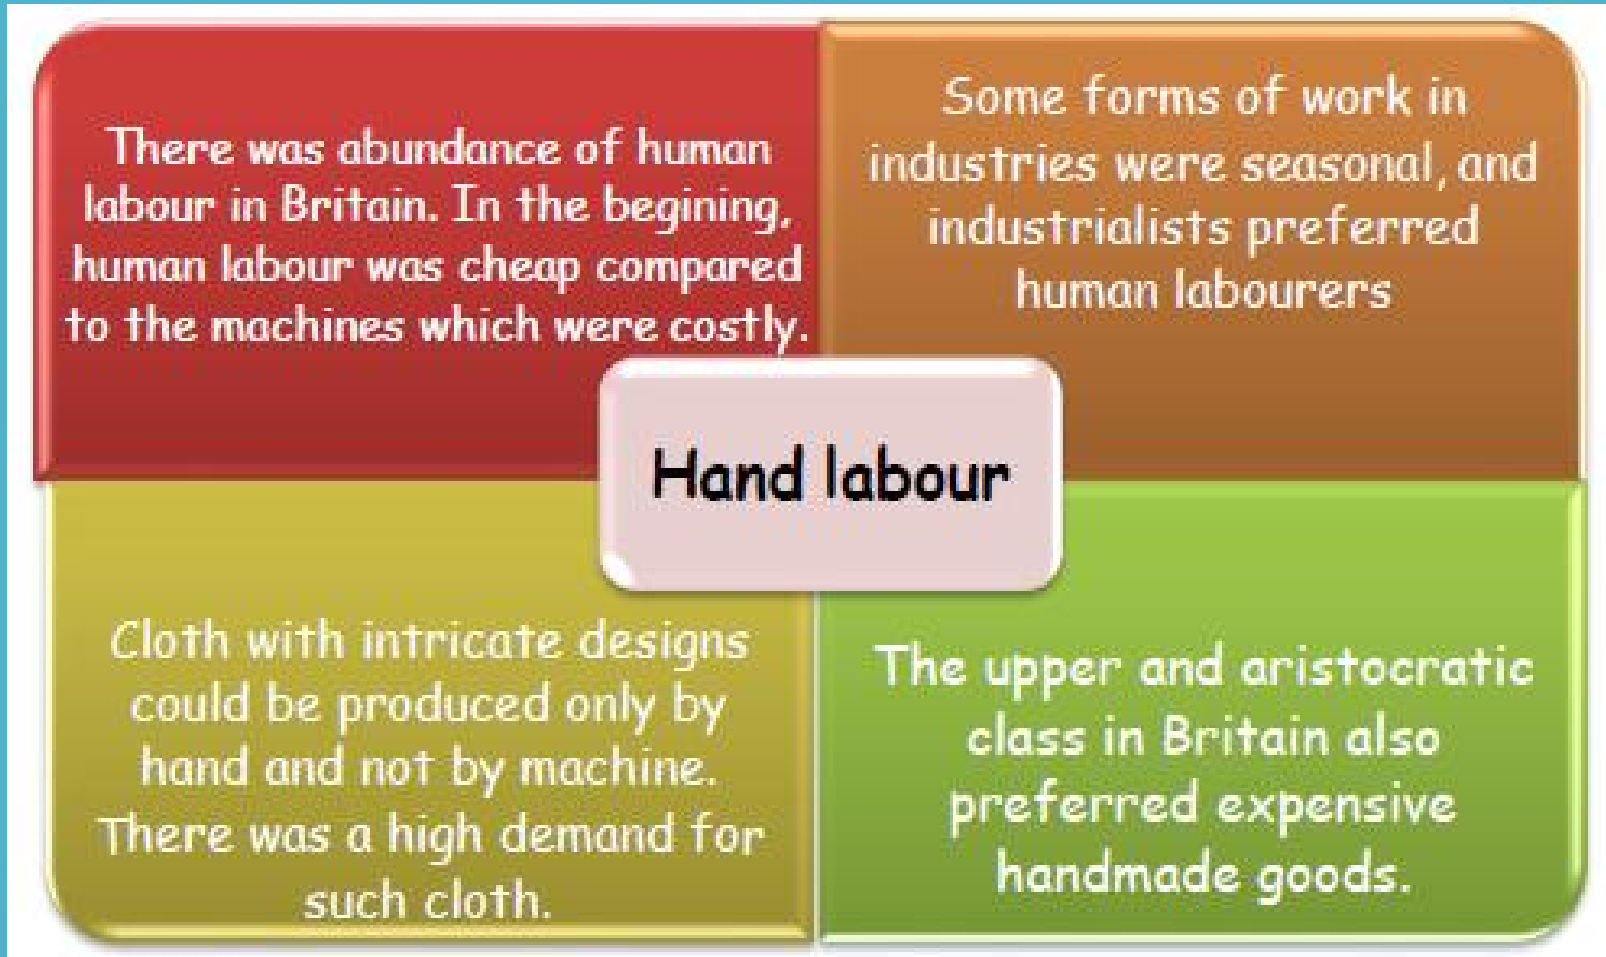 There was abundance of human
labour in Britain. In the begining,
human labour was cheap compared
to the machines which were costly.
Some forms of work in
industries were seasonal, and
industrialists preferred
human labourers
Hand labour
Cloth with intricate designs
could be produced only by
hand and not by machine.
There was a high demand for
such cloth.
The upper and aristocratic
class in Britain also
preferred expensive
handmade goods.